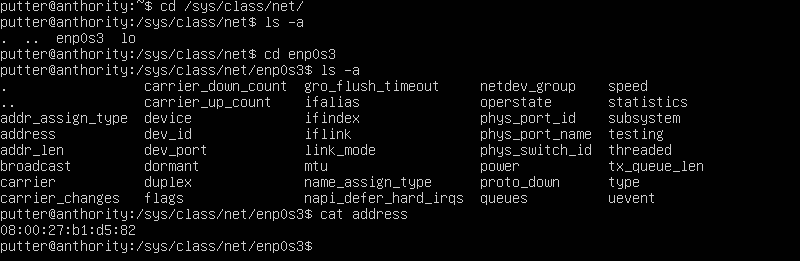 putter@anthority:~$ cd /sys/class/net/
putter@anthority:/sys/class/net$ ls -a
.  ..  enp0s3  lo
putter@anthority:/sys/class/net$ cd enp0s3
putter@anthority:/sys/class/net/enp0s3$ ls -a
.                 carrier_down_count  gro_flush_timeout     netdev_group    speed
..                carrier_up_count    ifalias               operstate       statistics
addr_assign_type  device              ifindex               phys_port_id    subsystem
address           dev_id              iflink                phys_port_name  testing
addr_len          dev_port            link_mode             phys_switch_id  threaded
broadcast         dormant             mtu                   power           tx_queue_len
carrier           duplex              name_assign_type      proto_down      type
carrier_changes   flags               napi_defer_hard_irqs  queues          uevent
putter@anthority:/sys/class/net/enp0s3$ cat address
08:00:27:b1:d5:82
putter@anthority:/sys/class/net/enp0s3$